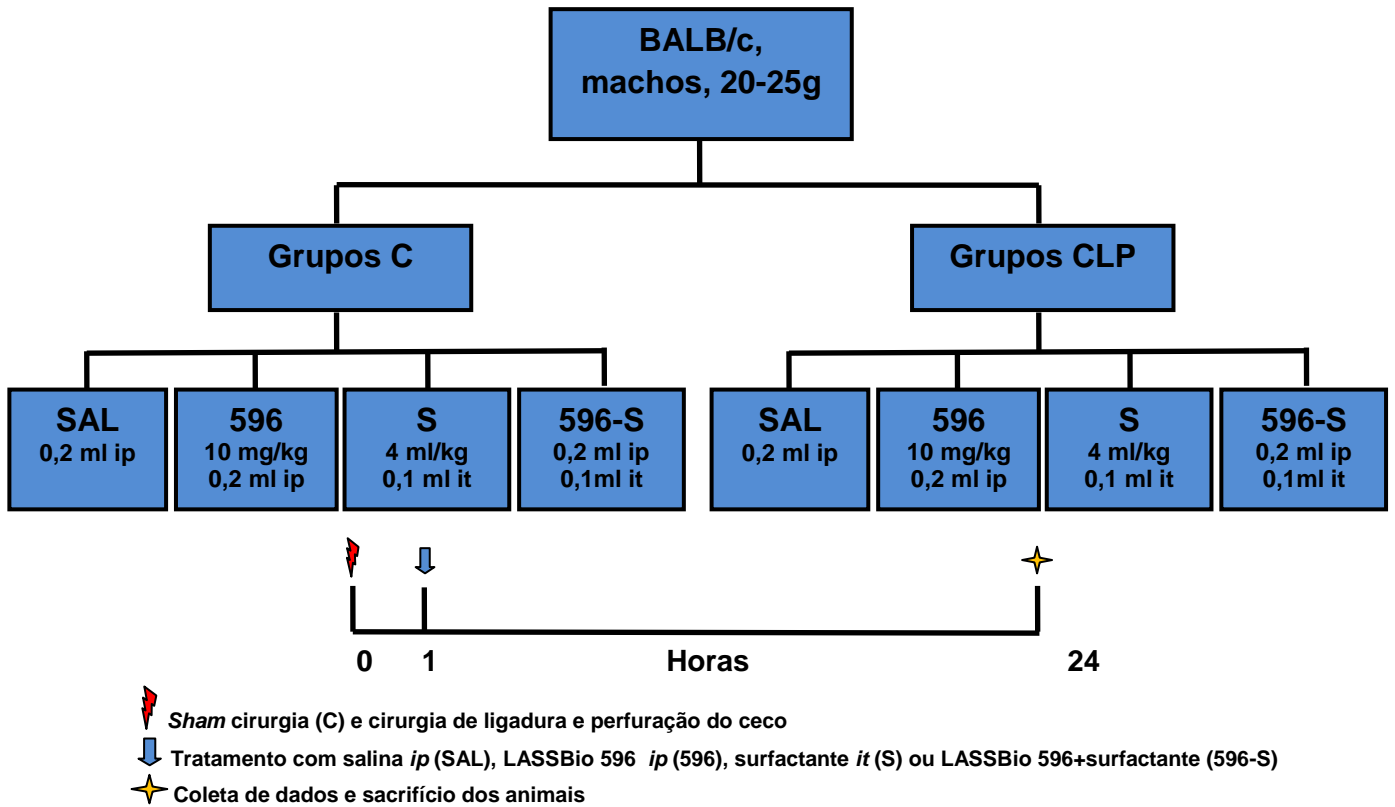 BALB/c,
machos, 20-25g
Grupos C
Grupos CLP
SAL
0,2 ml ip
596
10 mg/kg
0,2 ml ip
S
4 ml/kg
0,1 ml it
596-S
0,2 ml ip
0,1ml it
SAL
0,2 ml ip
596
10 mg/kg
0,2 ml ip
S
4 ml/kg
0,1 ml it
596-S
0,2 ml ip
0,1ml it
0 1 Horas 24
Sham cirurgia (C) e cirurgia de ligadura e perfuração do ceco
Tratamento com salina ip (SAL), LASSBio 596 ip (596), surfactante it (S) ou LASSBio 596+surfactante (596-S)
Coleta de dados e sacrifício dos animais